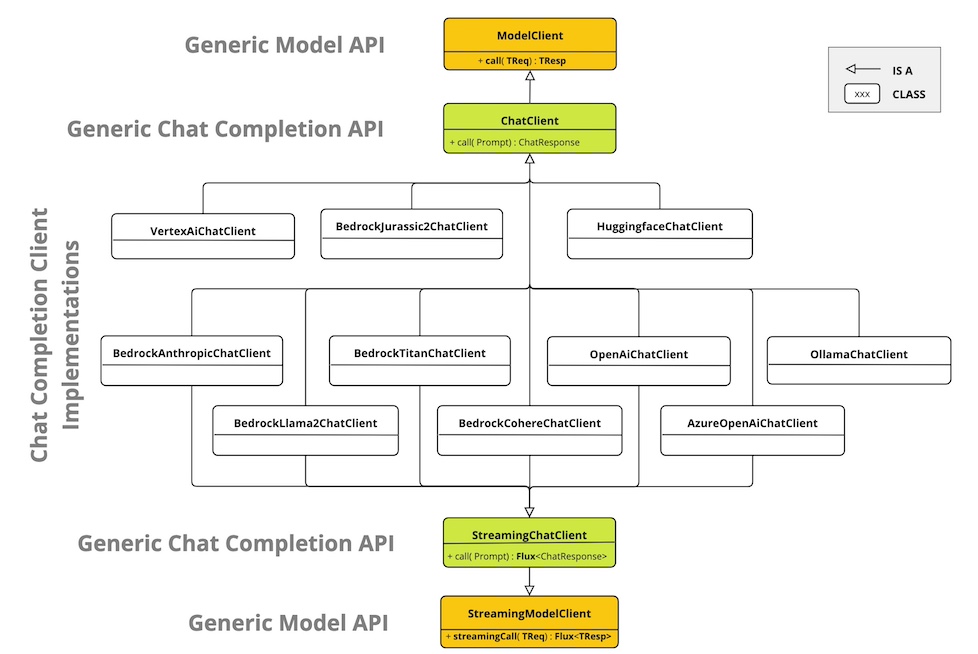 Generic Model API
ModelClient
+ call( TReq) : TResp
IS A
xxx
CLASS
Generic Chat Completion API
ChatClient
+ call( Prompt) : ChatResponse
Chat Completion Client
Implementations
VertexAiChatClient
BedrockJurassic2ChatClient
HuggingfaceChatClient
BedrockAnthropicChatClient
BedrockTitanChatClient
OpenAiChatClient
OllamaChatClient
BedrockLlama2ChatClient
BedrockCohereChatClient
AzureOpenAiChatClient
Generic Chat Completion API
StreamingChatClient
+ call( Prompt) : Flux<ChatResponse>
Generic Model API
StreamingModelClient
+ streamingCall( TReq) : Flux<TResp>